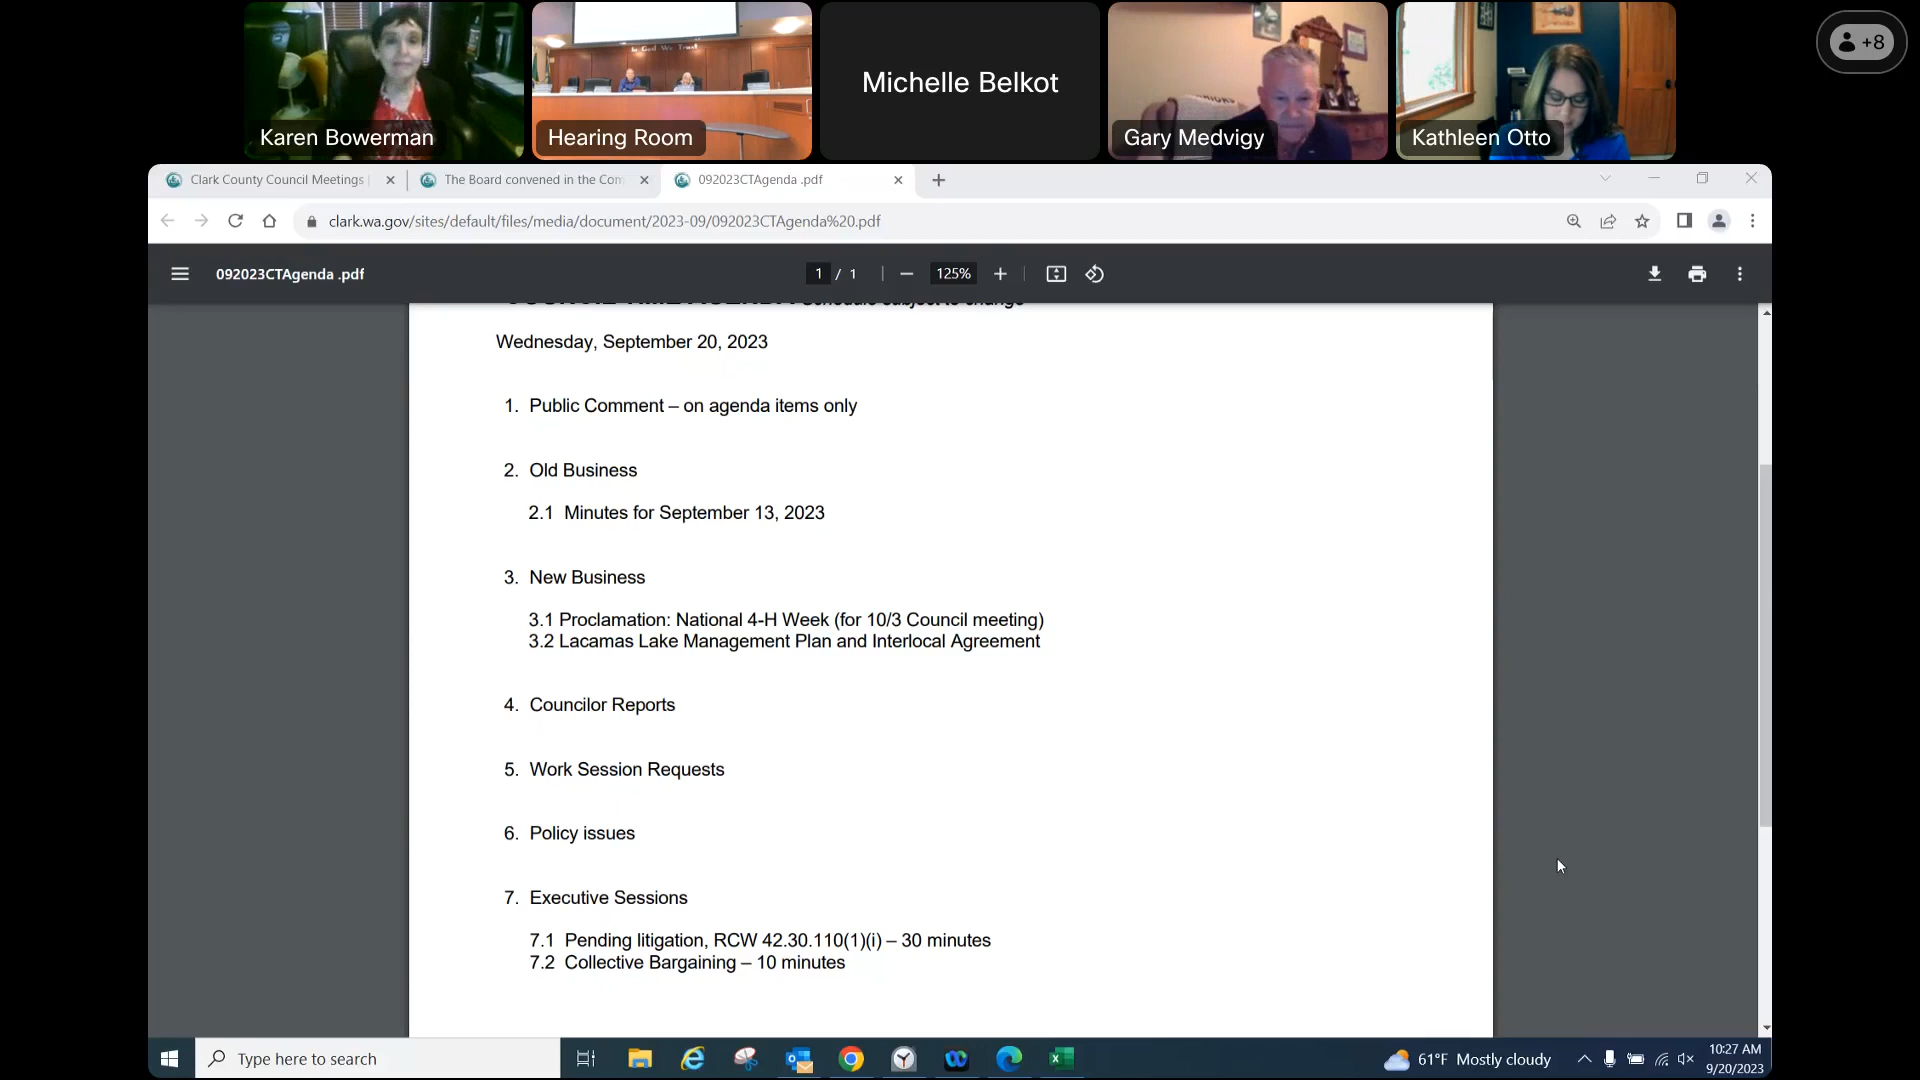 Karen Bowerman
In God We Trust
Hearing Room
Michelle Belkot
Gary Medvigy
Kathleen Otto
+8
Clark County Council Meetings
The Board convened in the Con
092023CTAgenda .pdf
clark.wa.gov/sites/default/files/media/document/2023-09/092023CTAgenda%20.pdf
092023CTAgenda .pdf
1 / 1
125%
Wednesday, September 20, 2023
1. Public Comment – on agenda items only
2. Old Business
2.1 Minutes for September 13, 2023
3. New Business
3.1 Proclamation: National 4-H Week (for 10/3 Council meeting)
3.2 Lacamas Lake Management Plan and Interlocal Agreement
4. Councilor Reports
5. Work Session Requests
6. Policy issues
7. Executive Sessions
7.1 Pending litigation, RCW 42.30.110(1)(i) – 30 minutes
7.2 Collective Bargaining – 10 minutes
Type here to search
61°F Mostly cloudy
10:27 AM
9/20/2023